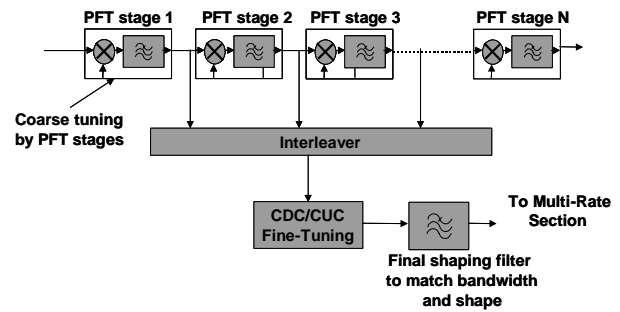 PFT stage 1 PFT stage 2 PFT stage 3 PFT stage N
Coarse tuning
by PFT stages
Interleaver
CDC/CUC
Fine-Tuning
To Multi-Rate
Section
Final shaping filter
to match bandwidth
and shape